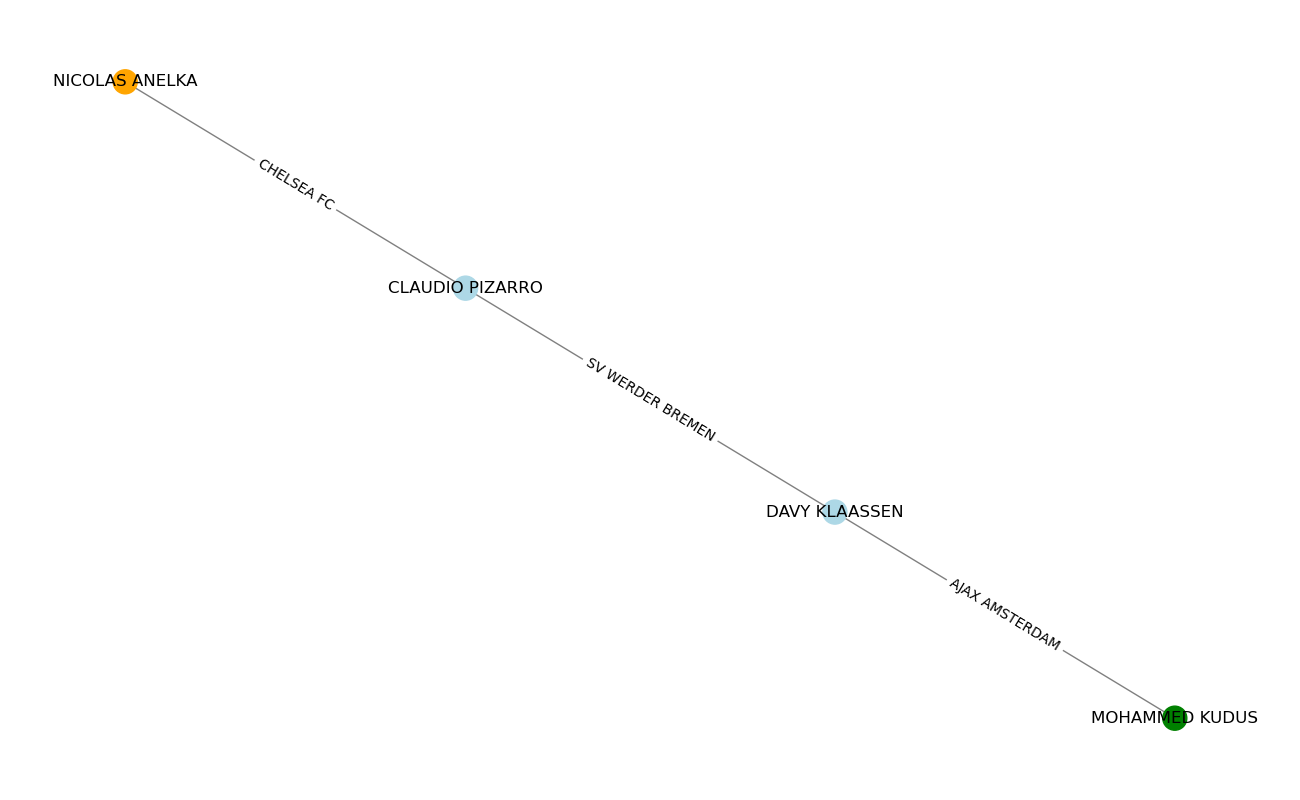 NICOLAS ANELKA
CHELSEA FC
CLAUDIO PIZARRO
SV WERDER BREMEN
DAVY KLAASSEN
AJAX AMSTERDAM
MOHAMMED KUDUS